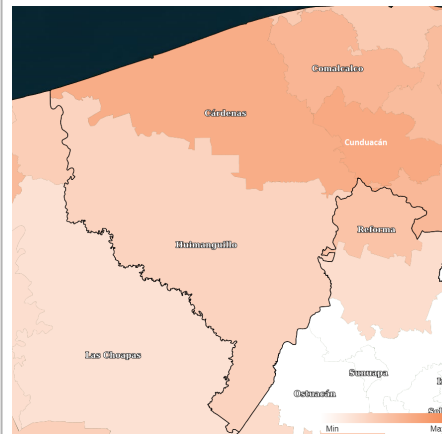 Comalcalco
Cárdenas
Cunduacán
Reforma
Huimanguillo
Las Choapas
Sunuapa
Ostuacán
Min